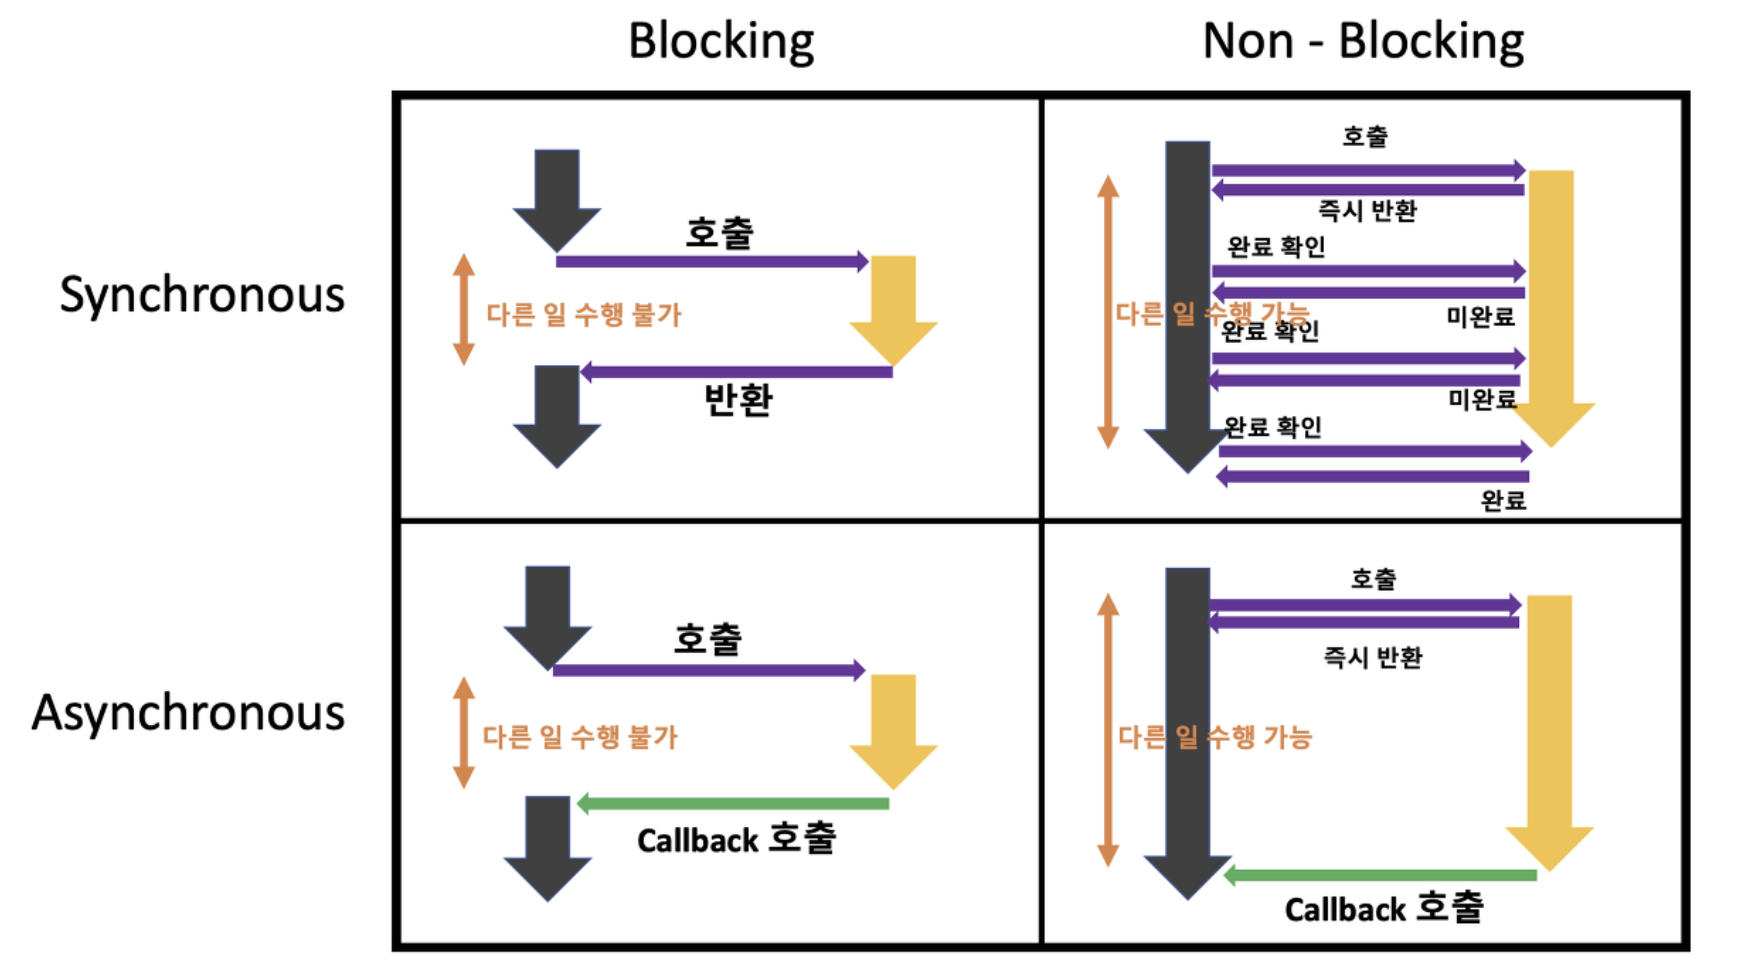 Blocking
Non - Blocking
Synchronous
호출
다른 일 수행 불가
반환
호출
즉시 반환
완료 확인
다른 일 수행 가능
미완료
완료 확인
미완료
완료 확인
완료
Asynchronous
호출
다른 일 수행 불가
Callback 호출
호출
즉시 반환
다른 일 수행 가능
Callback 호출